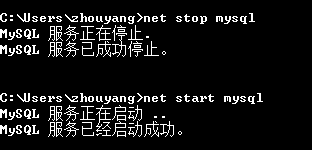 C:\Users\zhouyang>net stop mysql
MySQL 服务正在停止.
MySQL 服务已成功停止。
C:\Users\zhouyang>net start mysql
MySQL 服务正在启动 ..
MySQL 服务已经启动成功。